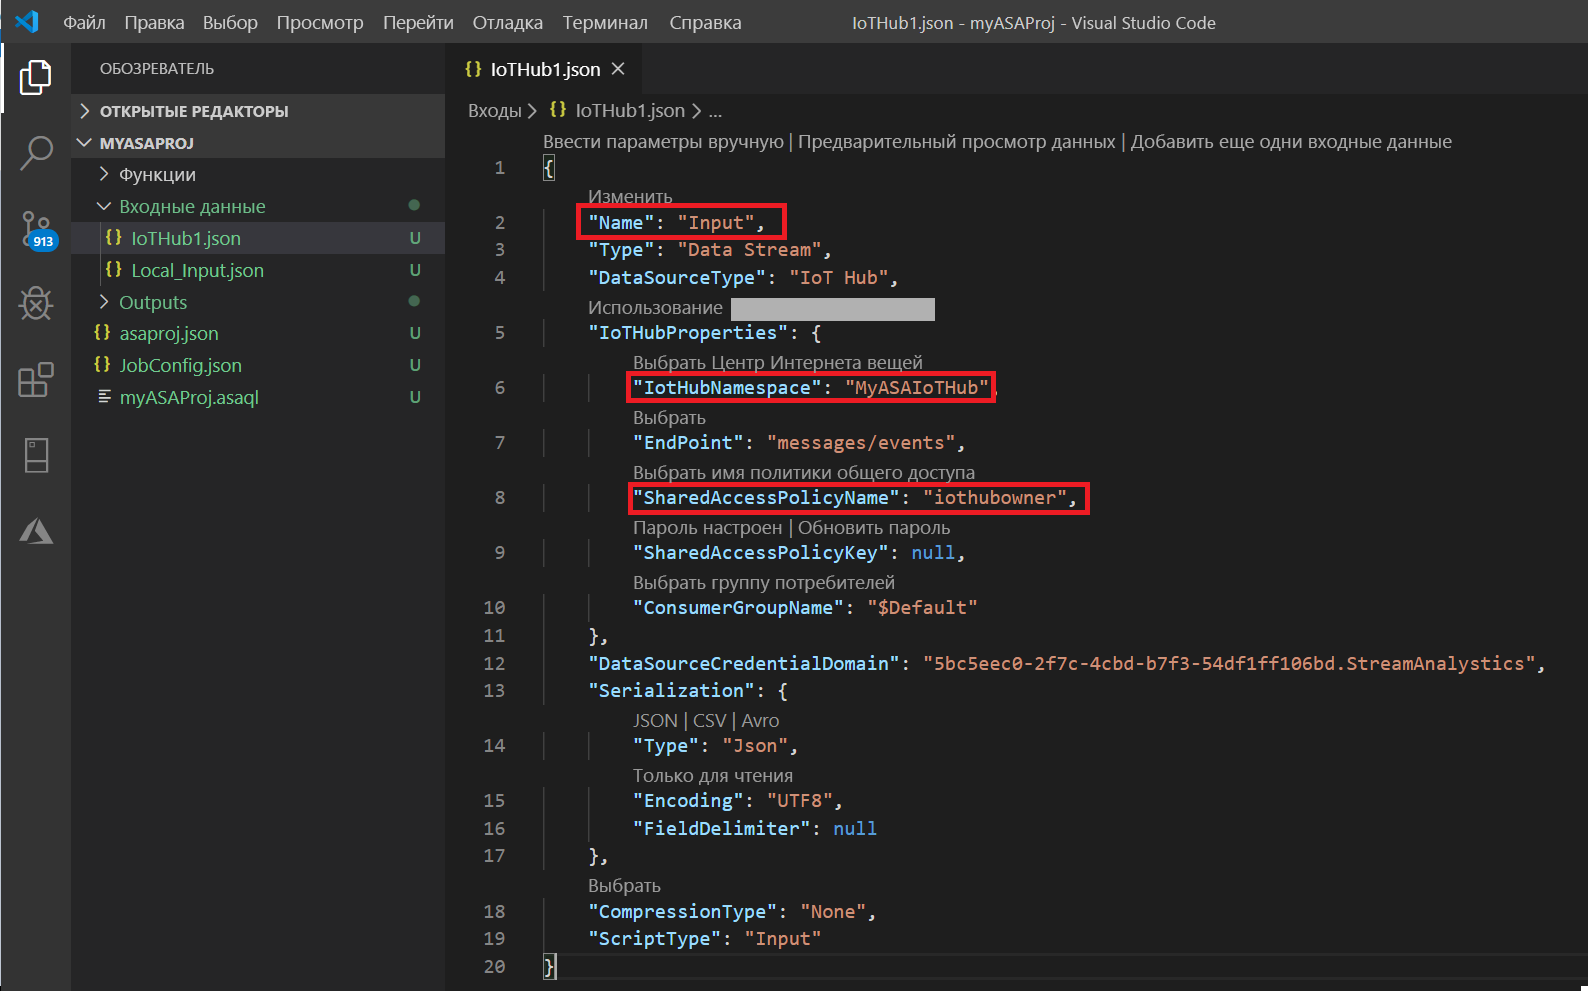 Файл Правка Выбор Просмотр Перейти Отладка Терминал Справка IoTHub1.json - myASAProj - Visual Studio Code
ОБОЗРЕВАТЕЛЬ
ОТКРЫТЫЕ РЕДАКТОРЫ
MYASAPROJ
Функции
Входные данные
IoTHub1.json U
Local_Input.json U
Outputs
asaproj.json U
JobConfig.json U
myASAProj.asaql U
913
IoTHub1.json
Входы > IoTHub1.json > ...
Ввести параметры вручную | Предварительный просмотр данных | Добавить еще одни входные данные
1 {
Изменить
2 "Name": "Input",
3 "Type": "Data Stream",
4 "DataSourceType": "IoT Hub",
Использование
5 "IoTHubProperties": {
Выбрать Центр Интернета вещей
6 "IotHubNamespace": "MyASAIoTHub",
Выбрать
7 "EndPoint": "messages/events",
Выбрать имя политики общего доступа
8 "SharedAccessPolicyName": "iothubowner",
Пароль настроен | Обновить пароль
9 "SharedAccessPolicyKey": null,
Выбрать группу потребителей
10 "ConsumerGroupName": "$Default"
11 },
12 "DataSourceCredentialDomain": "5bc5eec0-2f7c-4cbd-b7f3-54df1ff106bd.StreamAnalystics",
13 "Serialization": {
JSON | CSV | Avro
14 "Type": "Json",
Только для чтения
15 "Encoding": "UTF8",
16 "FieldDelimiter": null
17 },
Выбрать
18 "CompressionType": "None",
19 "ScriptType": "Input"
20 }